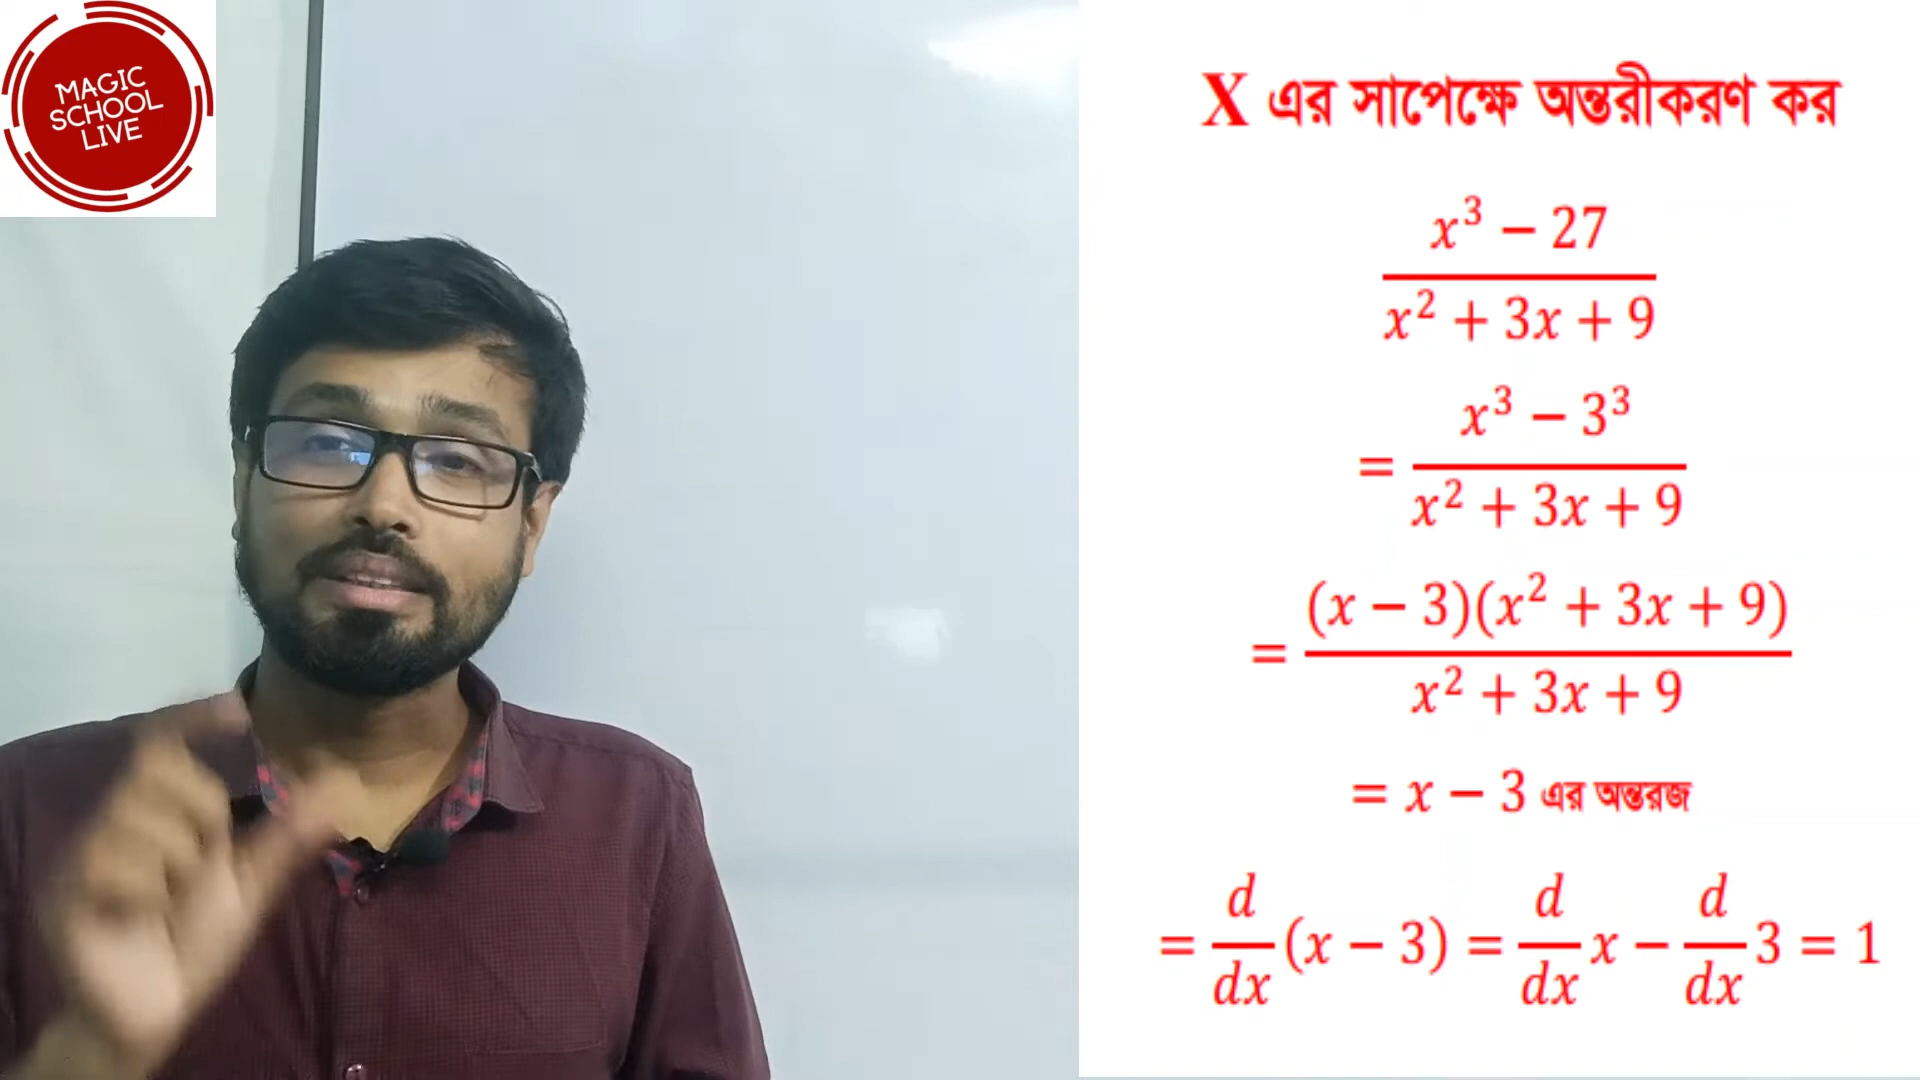 MAGIC
SCHOOL
LIVE
X এর সাপেক্ষে অন্তরীকরণ কর
x³ − 27
x² + 3x + 9
= x³ − 3³
x² + 3x + 9
= (x − 3)(x² + 3x + 9)
x² + 3x + 9
= x − 3 এর অন্তরজ
= d/dx (x − 3) = d/dx x − d/dx 3 = 1